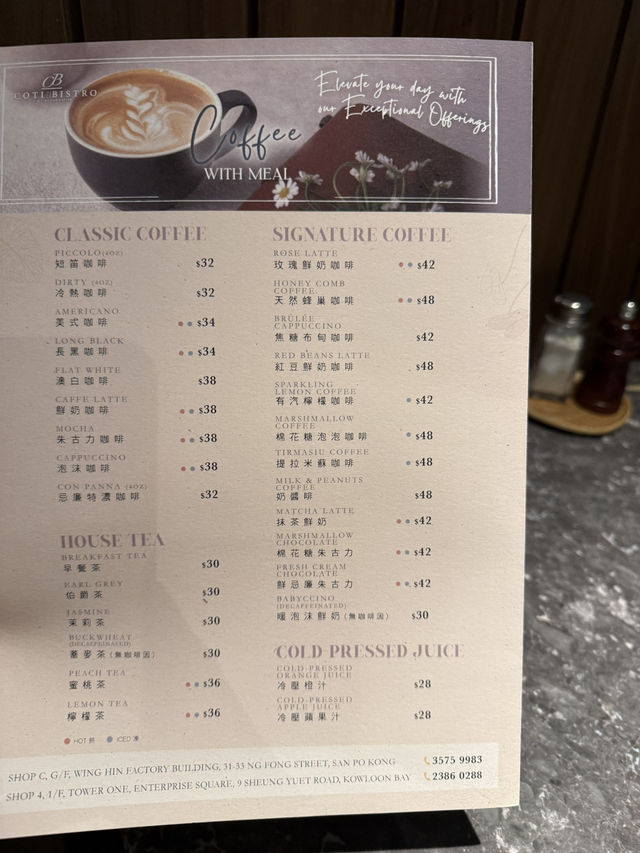 CB
COTI BISTRO
Elevate your day with
our Exceptional Offerings
Coffee
WITH MEAL
CLASSIC COFFEE
PICCOLO(4OZ)
短笛咖啡 $32
DIRTY (4OZ)
冷熱咖啡 $32
AMERICANO
美式咖啡 $34
LONG BLACK
長黑咖啡 $34
FLAT WHITE
澳白咖啡 $38
CAFFE LATTE
鮮奶咖啡 $38
MOCHA
朱古力咖啡 $38
CAPPUCCINO
泡沫咖啡 $38
CON PANNA (4OZ)
忌廉特濃咖啡 $32
HOUSE TEA
BREAKFAST TEA
早餐茶 $30
EARL GREY
伯爵茶 $30
JASMINE
茉莉茶 $30
BUCKWHEAT
(DECAFFEINATED)
蕎麥茶(無咖啡因) $30
PEACH TEA
蜜桃茶 $36
LEMON TEA
檸檬茶 $36
HOT 熱 ICED 凍
SIGNATURE COFFEE
ROSE LATTE
玫瑰鮮奶咖啡 $42
HONEY COMB
COFFEE
天然蜂巢咖啡 $48
BRÛLÉE
CAPPUCCINO
焦糖布甸咖啡 $42
RED BEANS LATTE
紅豆鮮奶咖啡 $48
SPARKLING
LEMON COFFEE
有汽檸檬咖啡 $42
MARSHMALLOW
COFFEE
棉花糖泡泡咖啡 $48
TIRMASIU COFFEE
提拉米蘇咖啡 $48
MILK & PEANUTS
COFFEE
奶醬啡 $48
MATCHA LATTE
抹茶鮮奶 $42
MARSHMALLOW
CHOCOLATE
棉花糖朱古力 $42
FRESH CREAM
CHOCOLATE
鮮忌廉朱古力 $42
BABYCCINO
(DECAFFEINATED)
暖泡沫鮮奶(無咖啡因) $30
COLD-PRESSED JUICE
COLD-PRESSED
ORANGE JUICE
冷壓橙汁 $28
COLD-PRESSED
APPLE JUICE
冷壓蘋果汁 $28
SHOP C, G/F, WING HIN FACTORY BUILDING, 31-33 NG FONG STREET, SAN PO KONG 3575 9983
SHOP 4, 1/F, TOWER ONE, ENTERPRISE SQUARE, 9 SHEUNG YUET ROAD, KOWLOON BAY 2386 0288